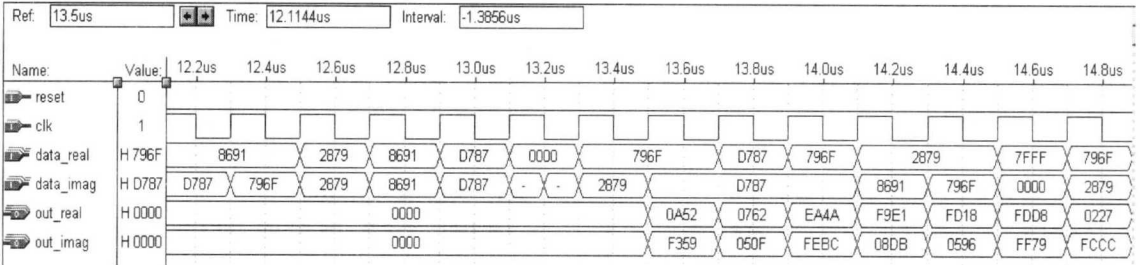 Ref: 13.5us Time: 12.1144us Interval: -1.3856us
Name: Value: 12.2us 12.4us 12.6us 12.8us 13.0us 13.2us 13.4us 13.6us 13.8us 14.0us 14.2us 14.4us 14.6us 14.8us
reset 0
clk 1
data_real H 796F 8691 2879 8691 D787 0000 796F D787 796F 2879 7FFF 796F
data_imag H D787 D787 796F 2879 8691 D787 - - 2879 D787 8691 796F 0000 2879
out_real H 0000 0000 0A52 0762 EA4A F9E1 FD18 FDD8 0227
out_imag H 0000 0000 F359 050F FEBC 08DB 0596 FF79 FCCC